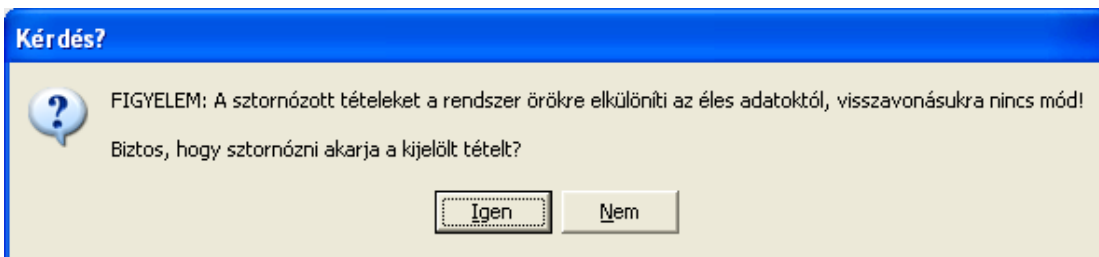 Kérdés?
FIGYELEM: A sztornózott tételeket a rendszer örökre elkülöníti az éles adatoktól, visszavonásukra nincs mód!
Biztos, hogy sztornózni akarja a kijelölt tételt?
Igen Nem